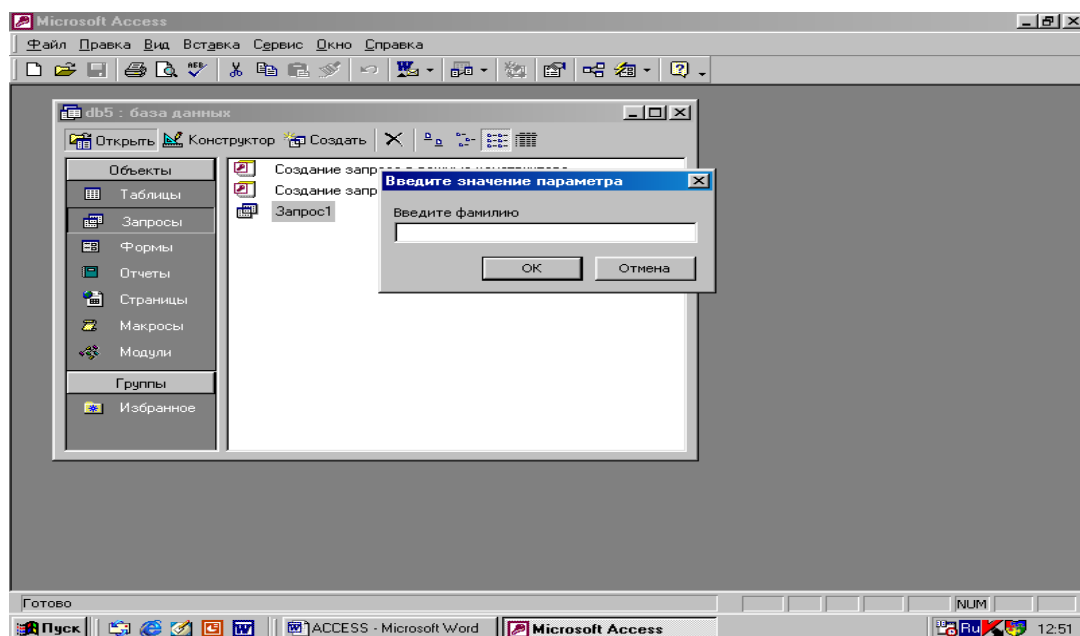 Microsoft Access
Файл Правка Вид Вставка Сервис Окно Справка
db5 : база данных
Открыть Конструктор Создать
Объекты
Таблицы
Запросы
Формы
Отчеты
Страницы
Макросы
Модули
Группы
Избранное
Создание запр
Создание запр
Запрос1
Введите значение параметра
Введите фамилию
ОК Отмена
Готово NUM
Пуск ACCESS - Microsoft Word Microsoft Access Ru 12:51